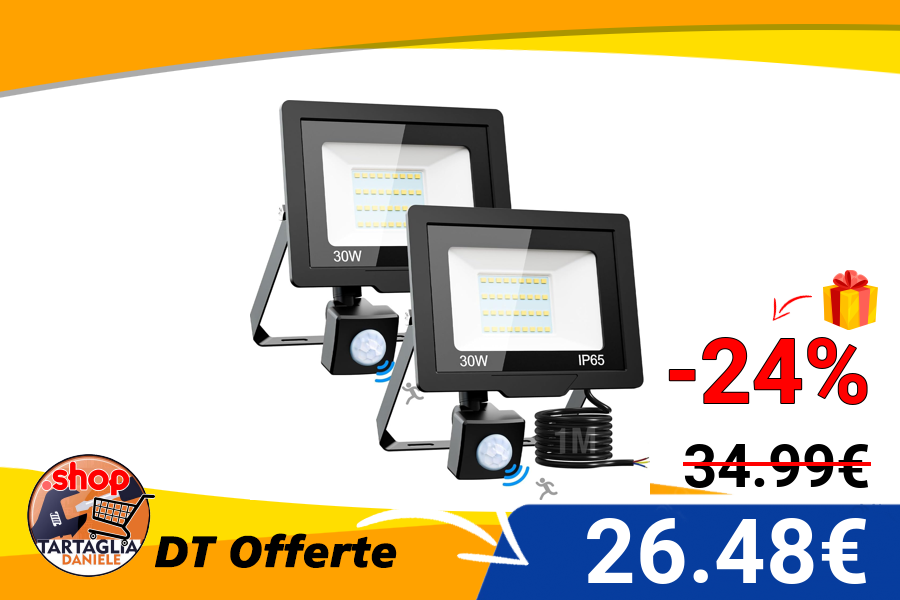 30W
30W IP65
1M
-24%
34.99€
26.48€
.shop
TARTAGLIA
DANIELE
DT Offerte